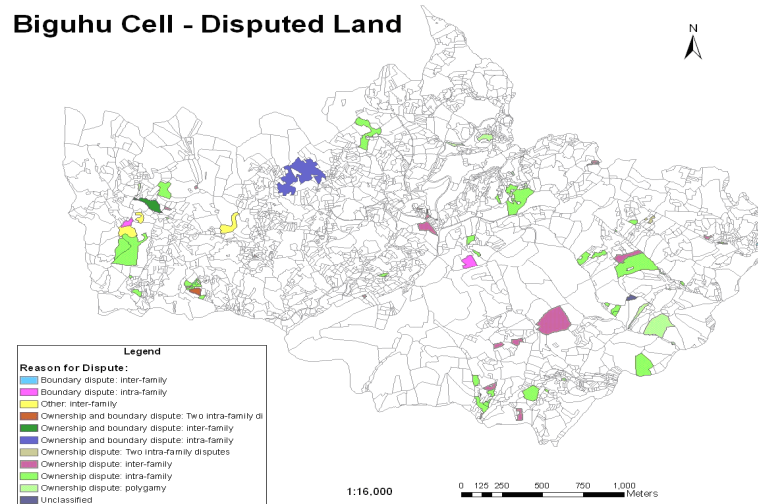 Biguhu Cell - Disputed Land
N
Legend
Reason for Dispute:
Boundary dispute: inter-family
Boundary dispute: intra-family
Other: inter-family
Ownership and boundary dispute: Two intra-family di
Ownership and boundary dispute: inter-family
Ownership and boundary dispute: intra-family
Ownership dispute: Two intra-family disputes
Ownership dispute: inter-family
Ownership dispute: intra-family
Ownership dispute: polygamy
Unclassified
1:16,000
0 125 250 500 750 1,000
Meters